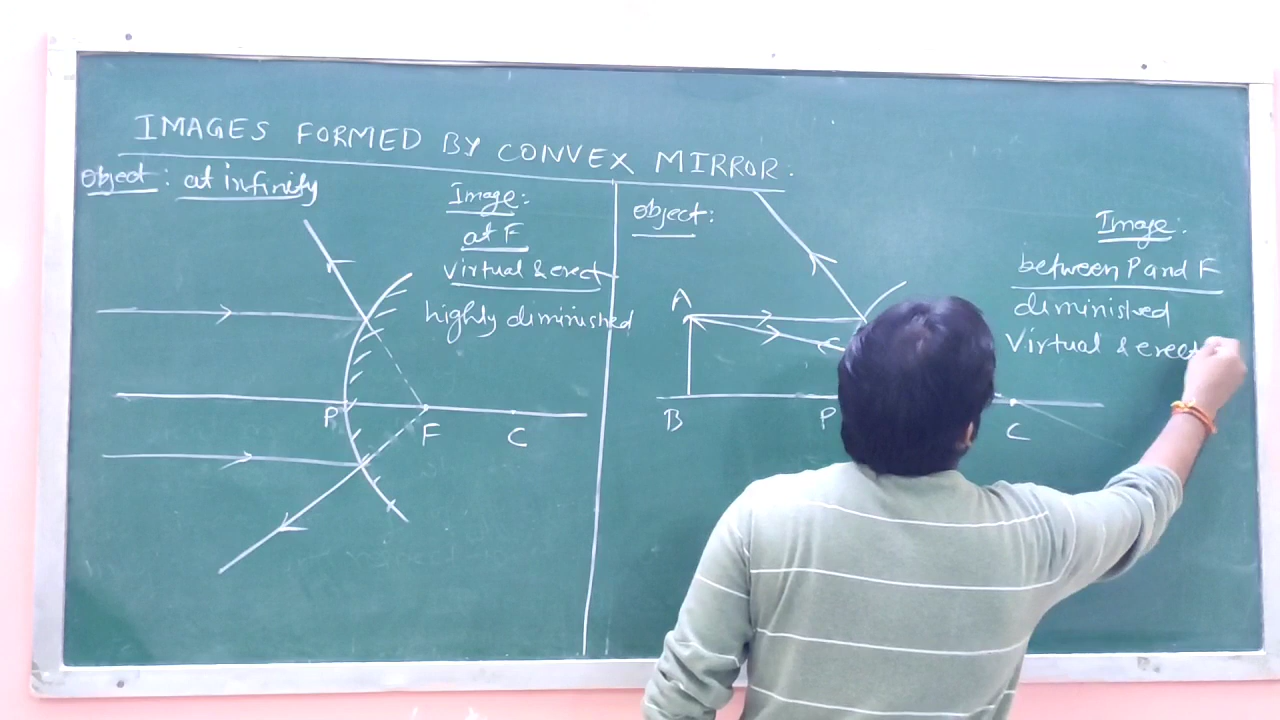 IMAGES FORMED BY CONVEX MIRROR:
Object: at infinity
Image:
at F
Virtual & erect
highly diminished
P
F
C
Object:
A
B
P
C
Image:
between P and F
diminished
Virtual & erect